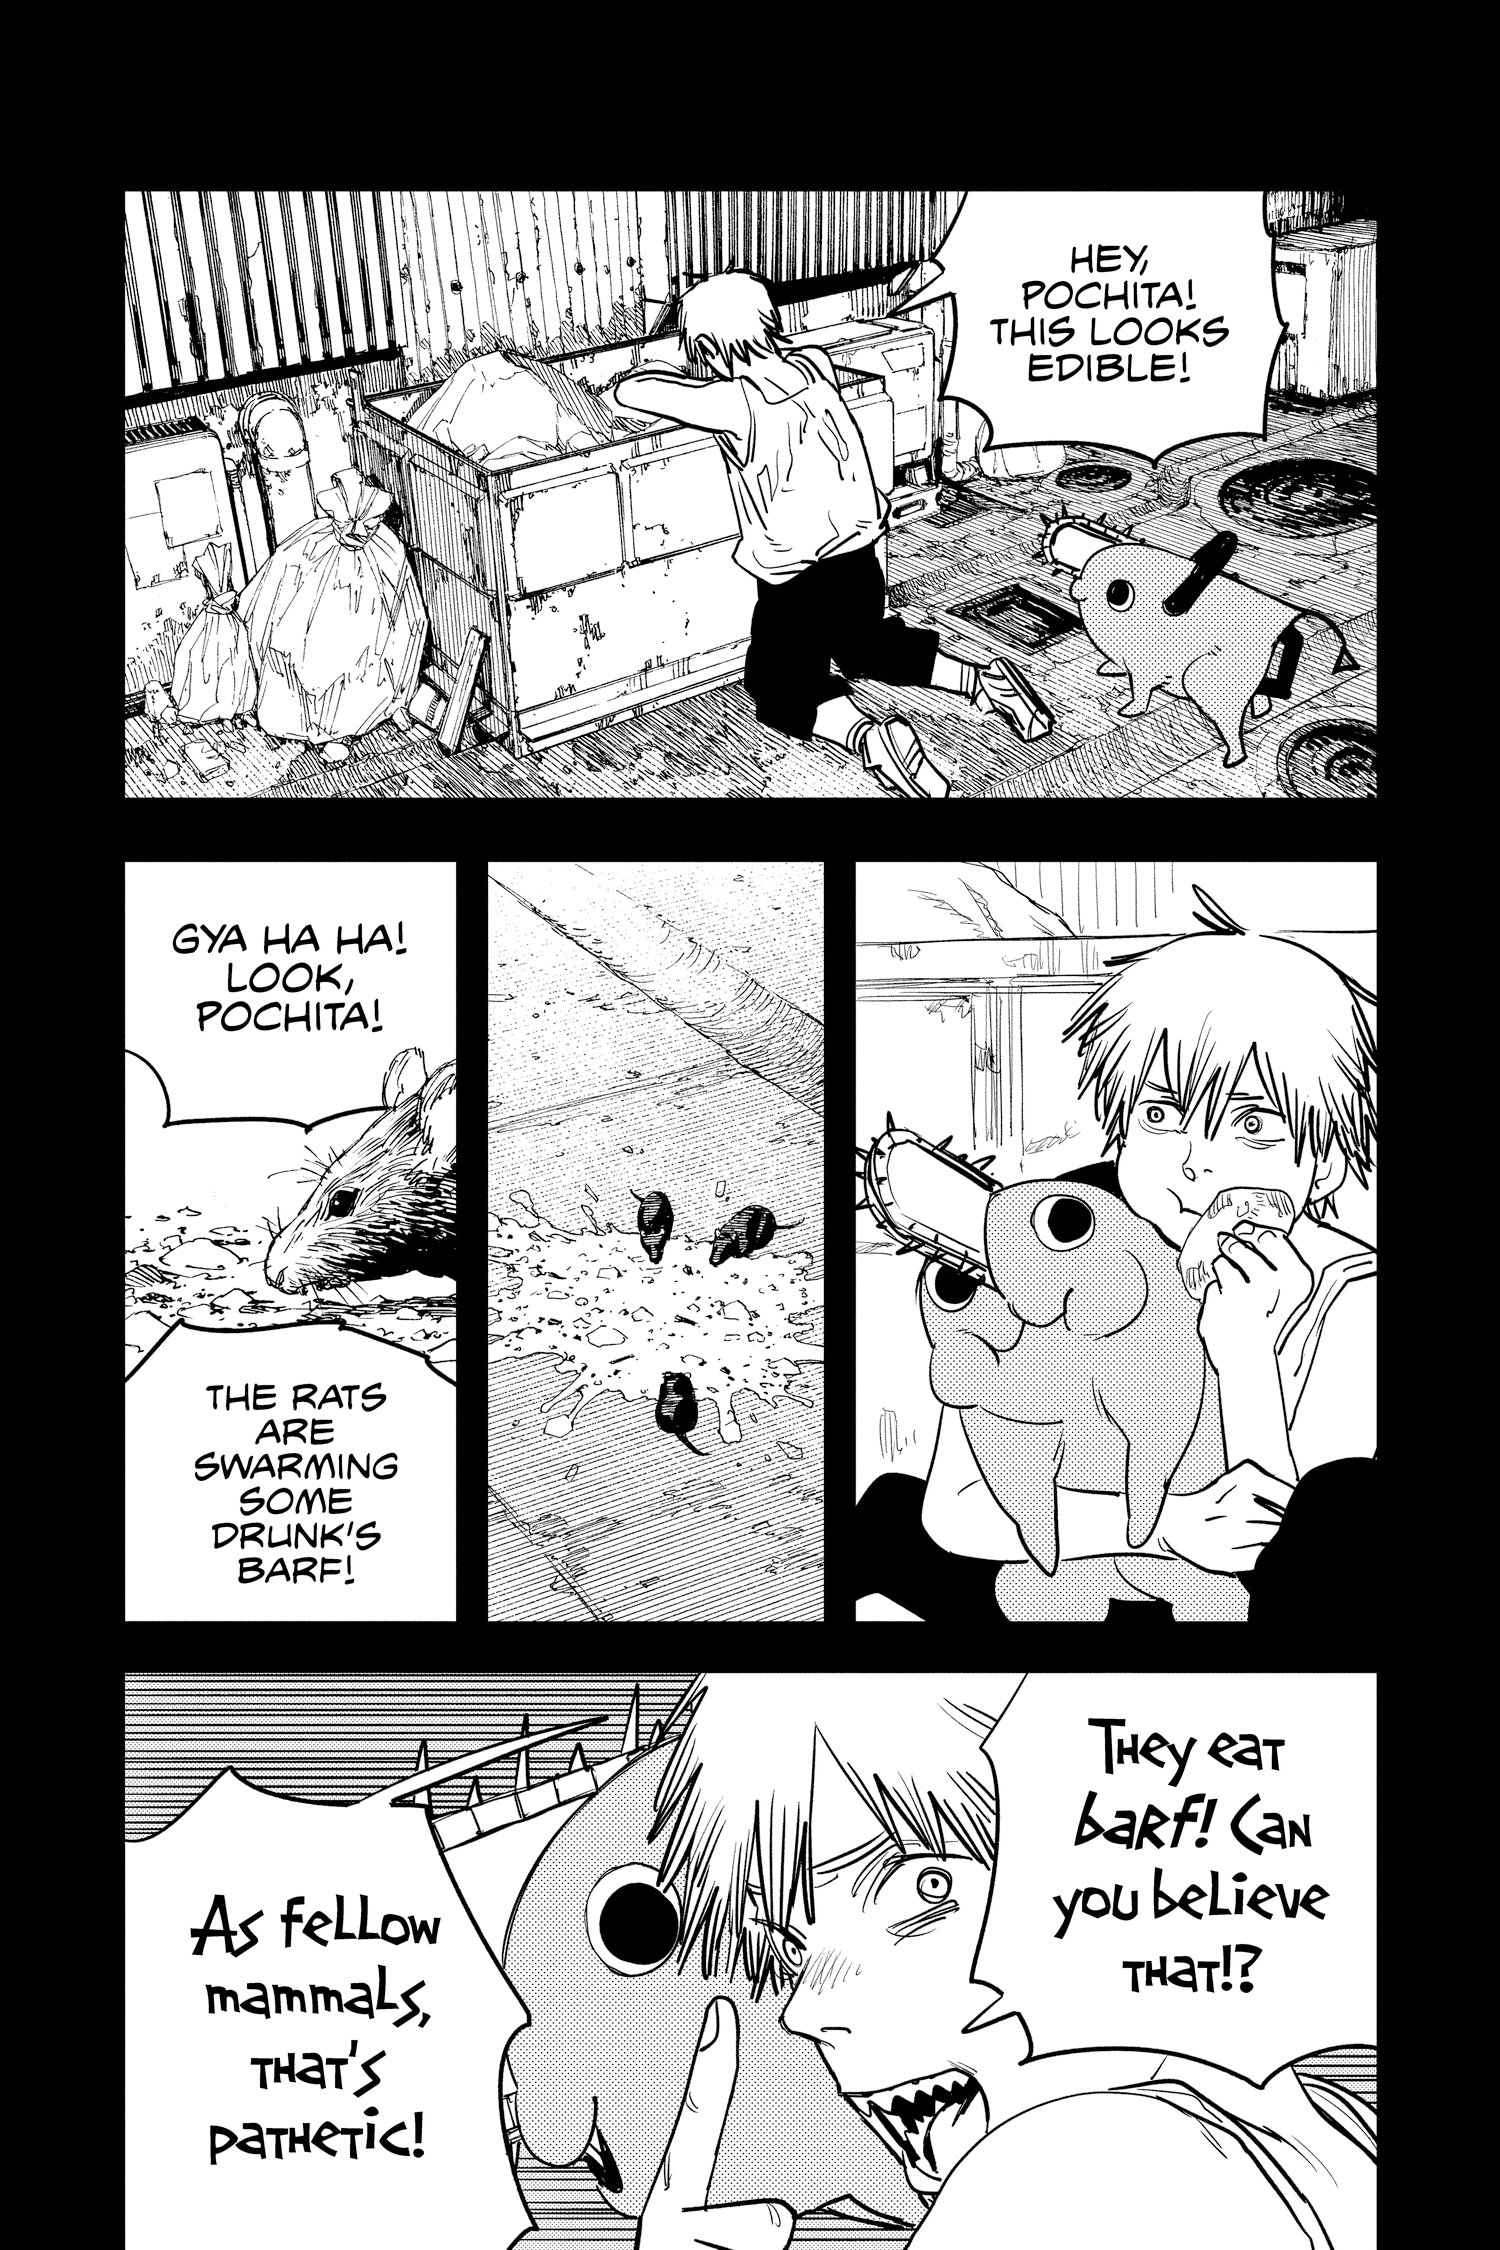 HEY,
POCHITA!
THIS LOOKS
EDIBLE!
GYA HA HA!
LOOK,
POCHITA!
THE RATS
ARE
SWARMING
SOME
DRUNK'S
BARF!
They eat
barf! Can
you believe
that!?
As fellow
mammals,
that's
pathetic!